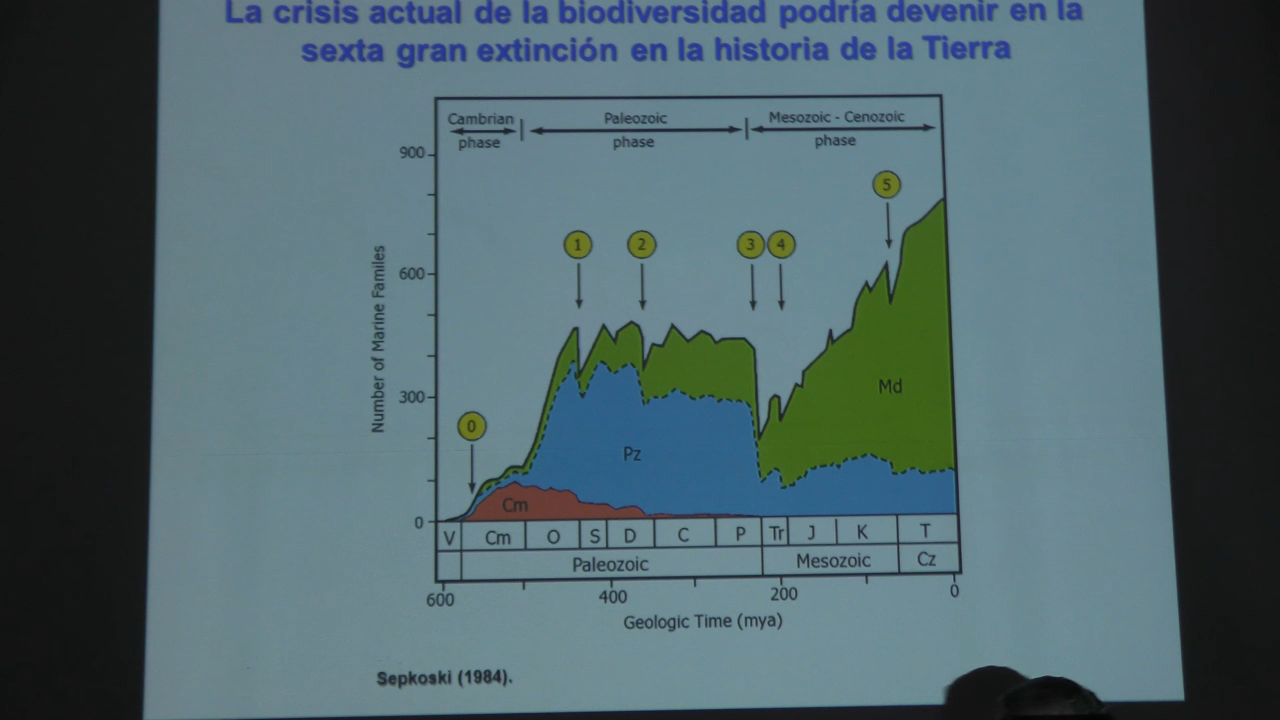 La crisis actual de la biodiversidad podría devenir en la
sexta gran extinción en la historia de la Tierra
Cambrian
phase
Paleozoic
phase
Mesozoic - Cenozoic
phase
900
600
300
0
Number of Marine Familes
0
1
2
3
4
5
Md
Pz
Cm
V Cm O S D C P Tr J K T
Paleozoic Mesozoic Cz
600 400 200 0
Geologic Time (mya)
Sepkoski (1984).